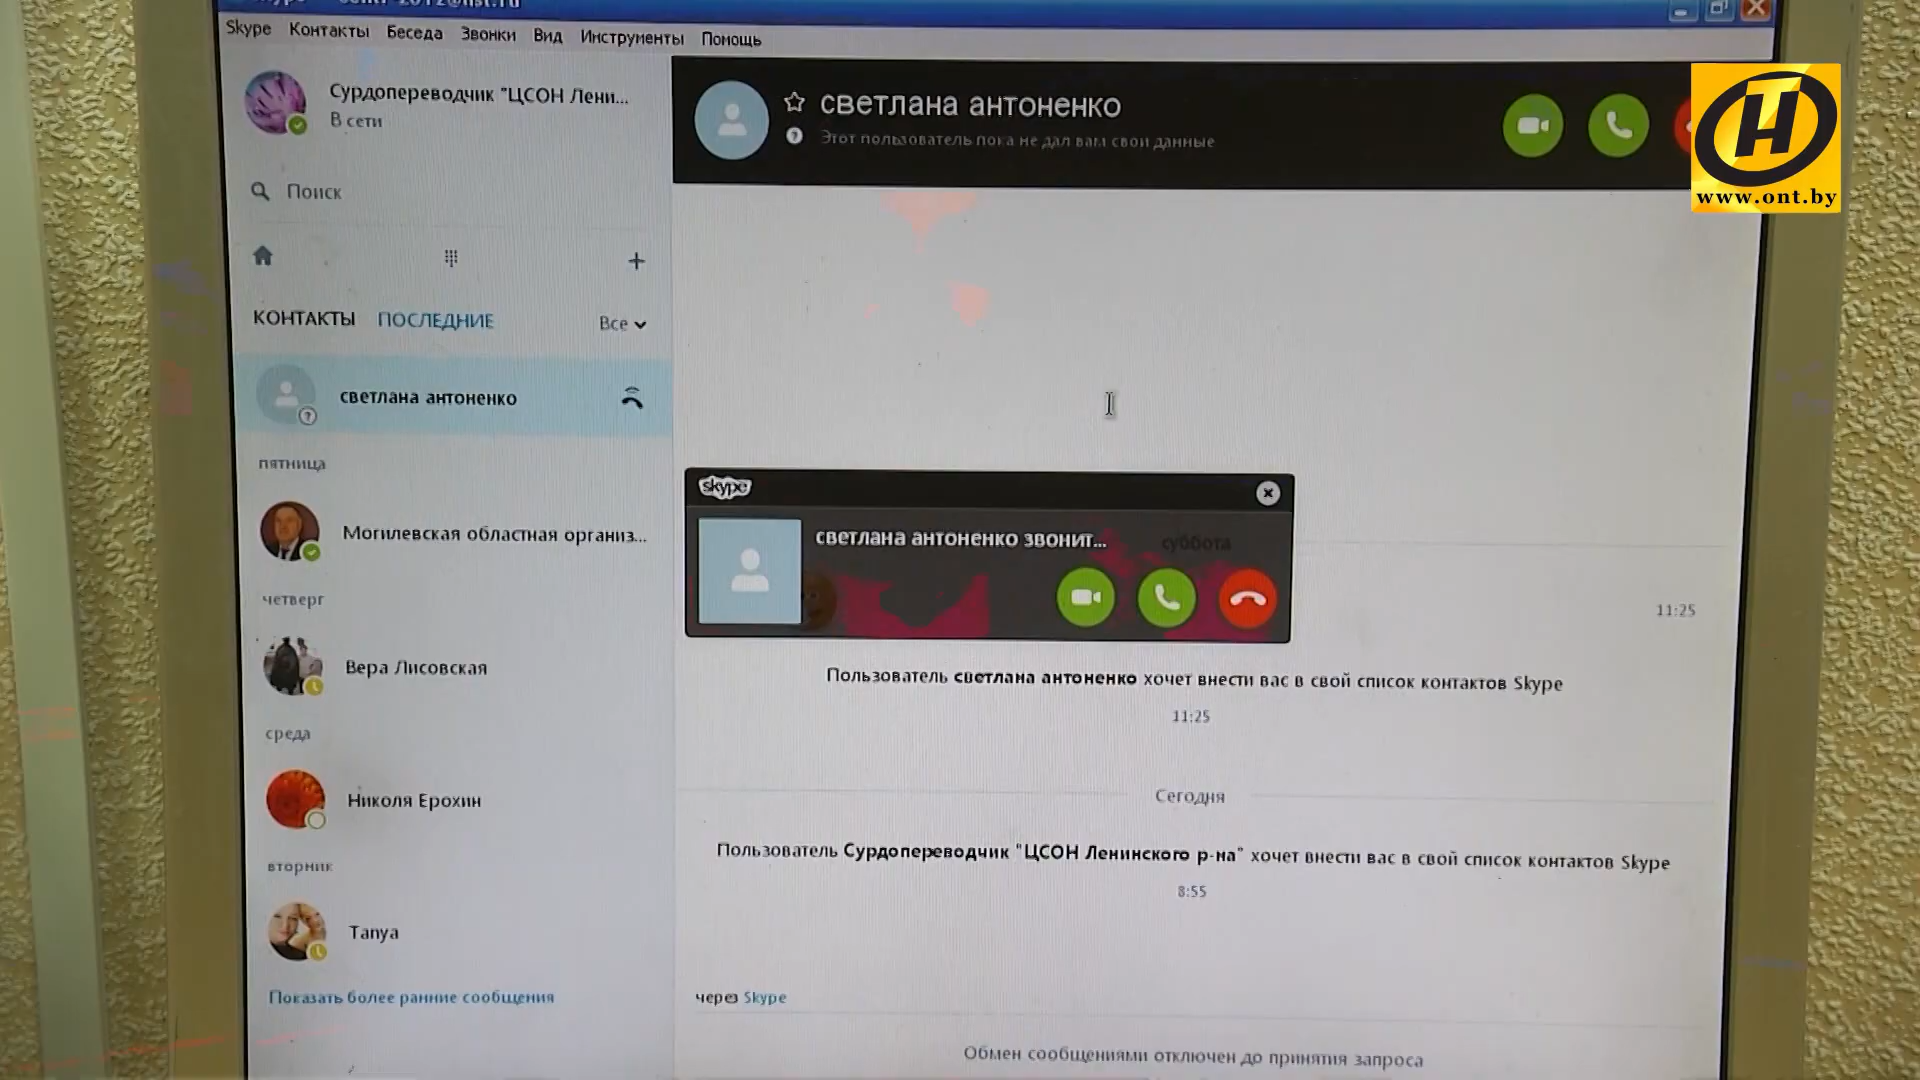 Skype Контакты Беседа Звонки Вид Инструменты Помощь
Сурдопереводчик "ЦСОН Лени...
В сети
Поиск
КОНТАКТЫ ПОСЛЕДНИЕ Все
светлана антоненко
пятница
Могилевская областная организ...
четверг
Вера Лисовская
среда
Николя Ерохин
вторник
Tanya
Показать более ранние сообщения
светлана антоненко
Этот пользователь пока не дал вам свои данные
H
www.ont.by
skype
светлана антоненко звонит...
суббота
11:25
Пользователь светлана антоненко хочет внести вас в свой список контактов Skype
11:25
Сегодня
Пользователь Сурдопереводчик "ЦСОН Ленинского р-на" хочет внести вас в свой список контактов Skype
8:55
через Skype
Обмен сообщениями отключен до принятия запроса